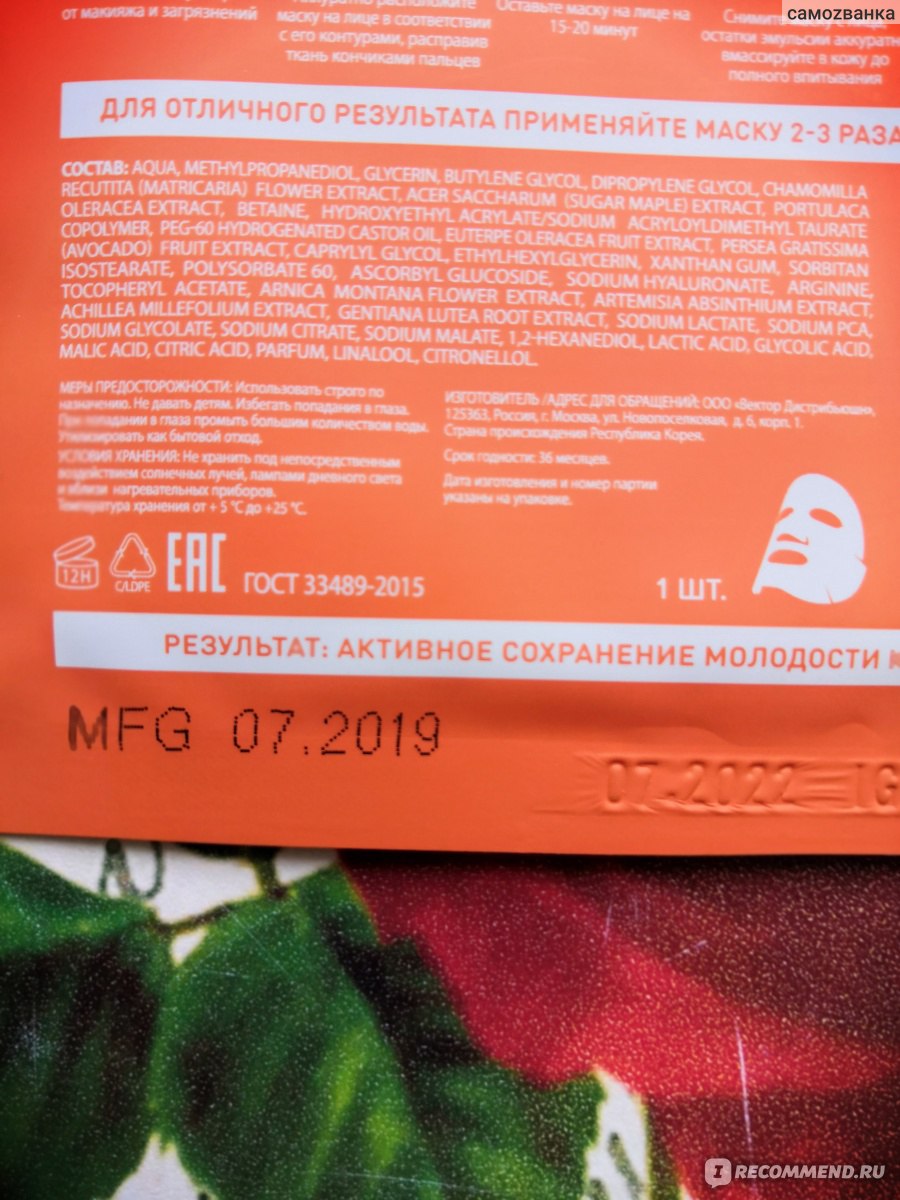 самоzванка
от макияжа и загрязнений
расположите
маску на лице в соответствии
с его контурами, расправив
ткань кончиками пальцев
Оставьте маску на лице на
15-20 минут
Снимите
остатки эмульсии аккуратн
вмассируйте в кожу до
полного впитывания
ДЛЯ ОТЛИЧНОГО РЕЗУЛЬТАТА ПРИМЕНЯЙТЕ МАСКУ 2-3 РАЗА
СОСТАВ: AQUA, METHYLPROPANEDIOL, GLYCERIN, BUTYLENE GLYCOL, DIPROPYLENE GLYCOL, CHAMOMILLA
RECUTITA (MATRICARIA) FLOWER EXTRACT, ACER SACCHARUM (SUGAR MAPLE) EXTRACT, PORTULACA
OLERACEA EXTRACT, BETAINE, HYDROXYETHYL ACRYLATE/SODIUM ACRYLOYLDIMETHYL TAURATE
COPOLYMER, PEG-60 HYDROGENATED CASTOR OIL, EUTERPE OLERACEA FRUIT EXTRACT, PERSEA GRATISSIMA
(AVOCADO) FRUIT EXTRACT, CAPRYLYL GLYCOL, ETHYLHEXYLGLYCERIN, XANTHAN GUM, SORBITAN
ISOSTEARATE, POLYSORBATE 60, ASCORBYL GLUCOSIDE, SODIUM HYALURONATE, ARGININE,
TOCOPHERYL ACETATE, ARNICA MONTANA FLOWER EXTRACT, ARTEMISIA ABSINTHIUM EXTRACT,
ACHILLEA MILLEFOLIUM EXTRACT, GENTIANA LUTEA ROOT EXTRACT, SODIUM LACTATE, SODIUM PCA,
SODIUM GLYCOLATE, SODIUM CITRATE, SODIUM MALATE, 1,2-HEXANEDIOL, LACTIC ACID, GLYCOLIC ACID,
MALIC ACID, CITRIC ACID, PARFUM, LINALOOL, CITRONELLOL.
МЕРЫ ПРЕДОСТОРОЖНОСТИ: Использовать строго по
назначению. Не давать детям. Избегать попадания в глаза.
При попадании в глаза промыть большим количеством воды.
Утилизировать как бытовой отход.
УСЛОВИЯ ХРАНЕНИЯ: Не хранить под непосредственным
воздействием солнечных лучей, лампами дневного света
и вблизи нагревательных приборов.
Температура хранения от + 5 °С до +25 °С.
ИЗГОТОВИТЕЛЬ /АДРЕС ДЛЯ ОБРАЩЕНИЙ: ООО «Вектор Дистрибьюшн»,
125363, Россия, г. Москва, ул. Новопоселковая, д. 6, корп. 1.
Страна происхождения Республика Корея.
Срок годности: 36 месяцев.
Дата изготовления и номер партии
указаны на упаковке.
12H
C/LDPE
EAC
ГОСТ 33489-2015
1 ШТ.
РЕЗУЛЬТАТ: АКТИВНОЕ СОХРАНЕНИЕ МОЛОДОСТИ К
MFG 07.2019
07.2022 IG
IRECOMMEND.RU